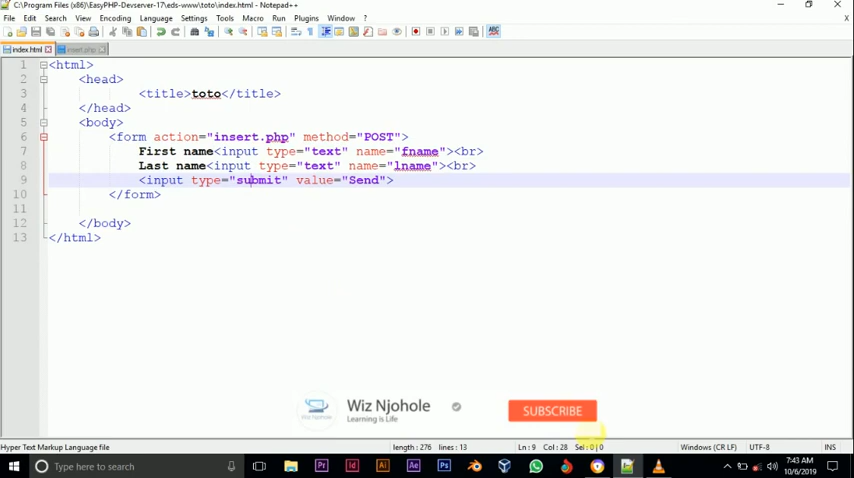 C:\Program Files (x86)\EasyPHP-Devserver-17\eds-www\toto\index.html - Notepad++
File Edit Search View Encoding Language Settings Tools Macro Run Plugins Window ?
index.html insert.php
1 <html>
2 <head>
3 <title>toto</title>
4 </head>
5 <body>
6 <form action="insert.php" method="POST">
7 First name<input type="text" name="fname"><br>
8 Last name<input type="text" name="lname"><br>
9 <input type="submit" value="Send">
10 </form>
11
12 </body>
13 </html>
Wiz Njohole
Learning Is Life
SUBSCRIBE
Hyper Text Markup Language file length : 276 lines : 13 Ln : 9 Col : 28 Sel : 0 | 0 Windows (CR LF) UTF-8 INS
Type here to search
7:43 AM
10/6/2019